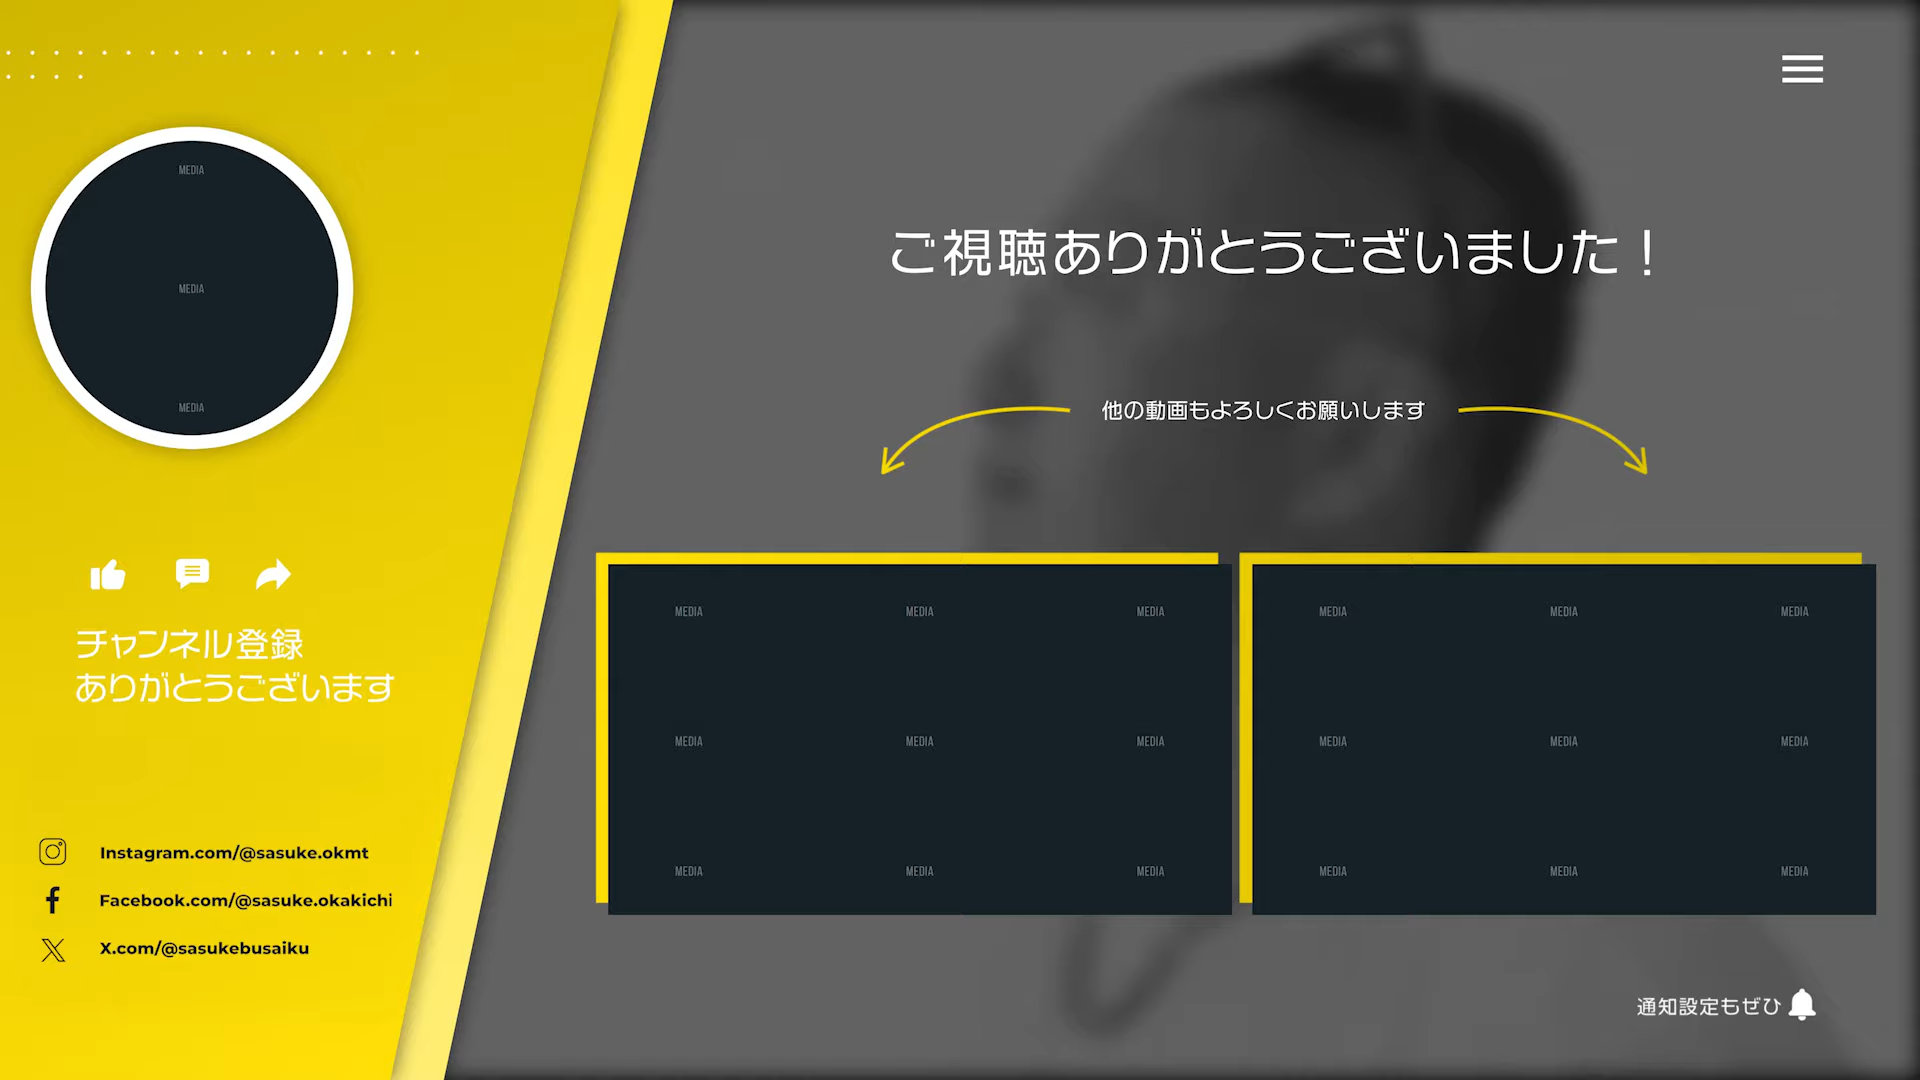 MEDIA
MEDIA
MEDIA
チャンネル登録
ありがとうございます
Instagram.com/@sasuke.okmt
Facebook.com/@sasuke.okakichi
X.com/@sasukebusaiku
ご視聴ありがとうございました！
他の動画もよろしくお願いします
MEDIA MEDIA MEDIA MEDIA MEDIA MEDIA
MEDIA MEDIA MEDIA MEDIA MEDIA MEDIA
MEDIA MEDIA MEDIA MEDIA MEDIA MEDIA
通知設定もぜひ